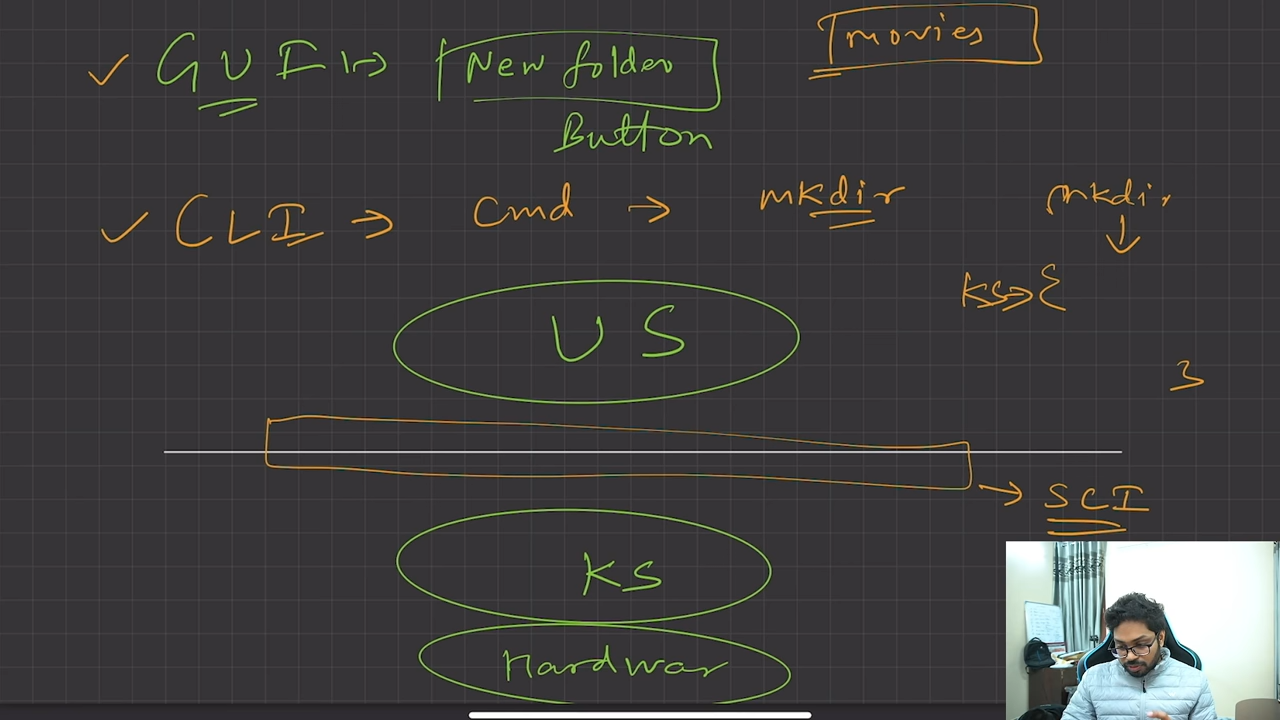 ✓ GUI → New folder
movies
Button
✓ CLI → cmd → mkdir
mkdir
↓
KS → {
US
}
→ SCI
KS
Hardwar